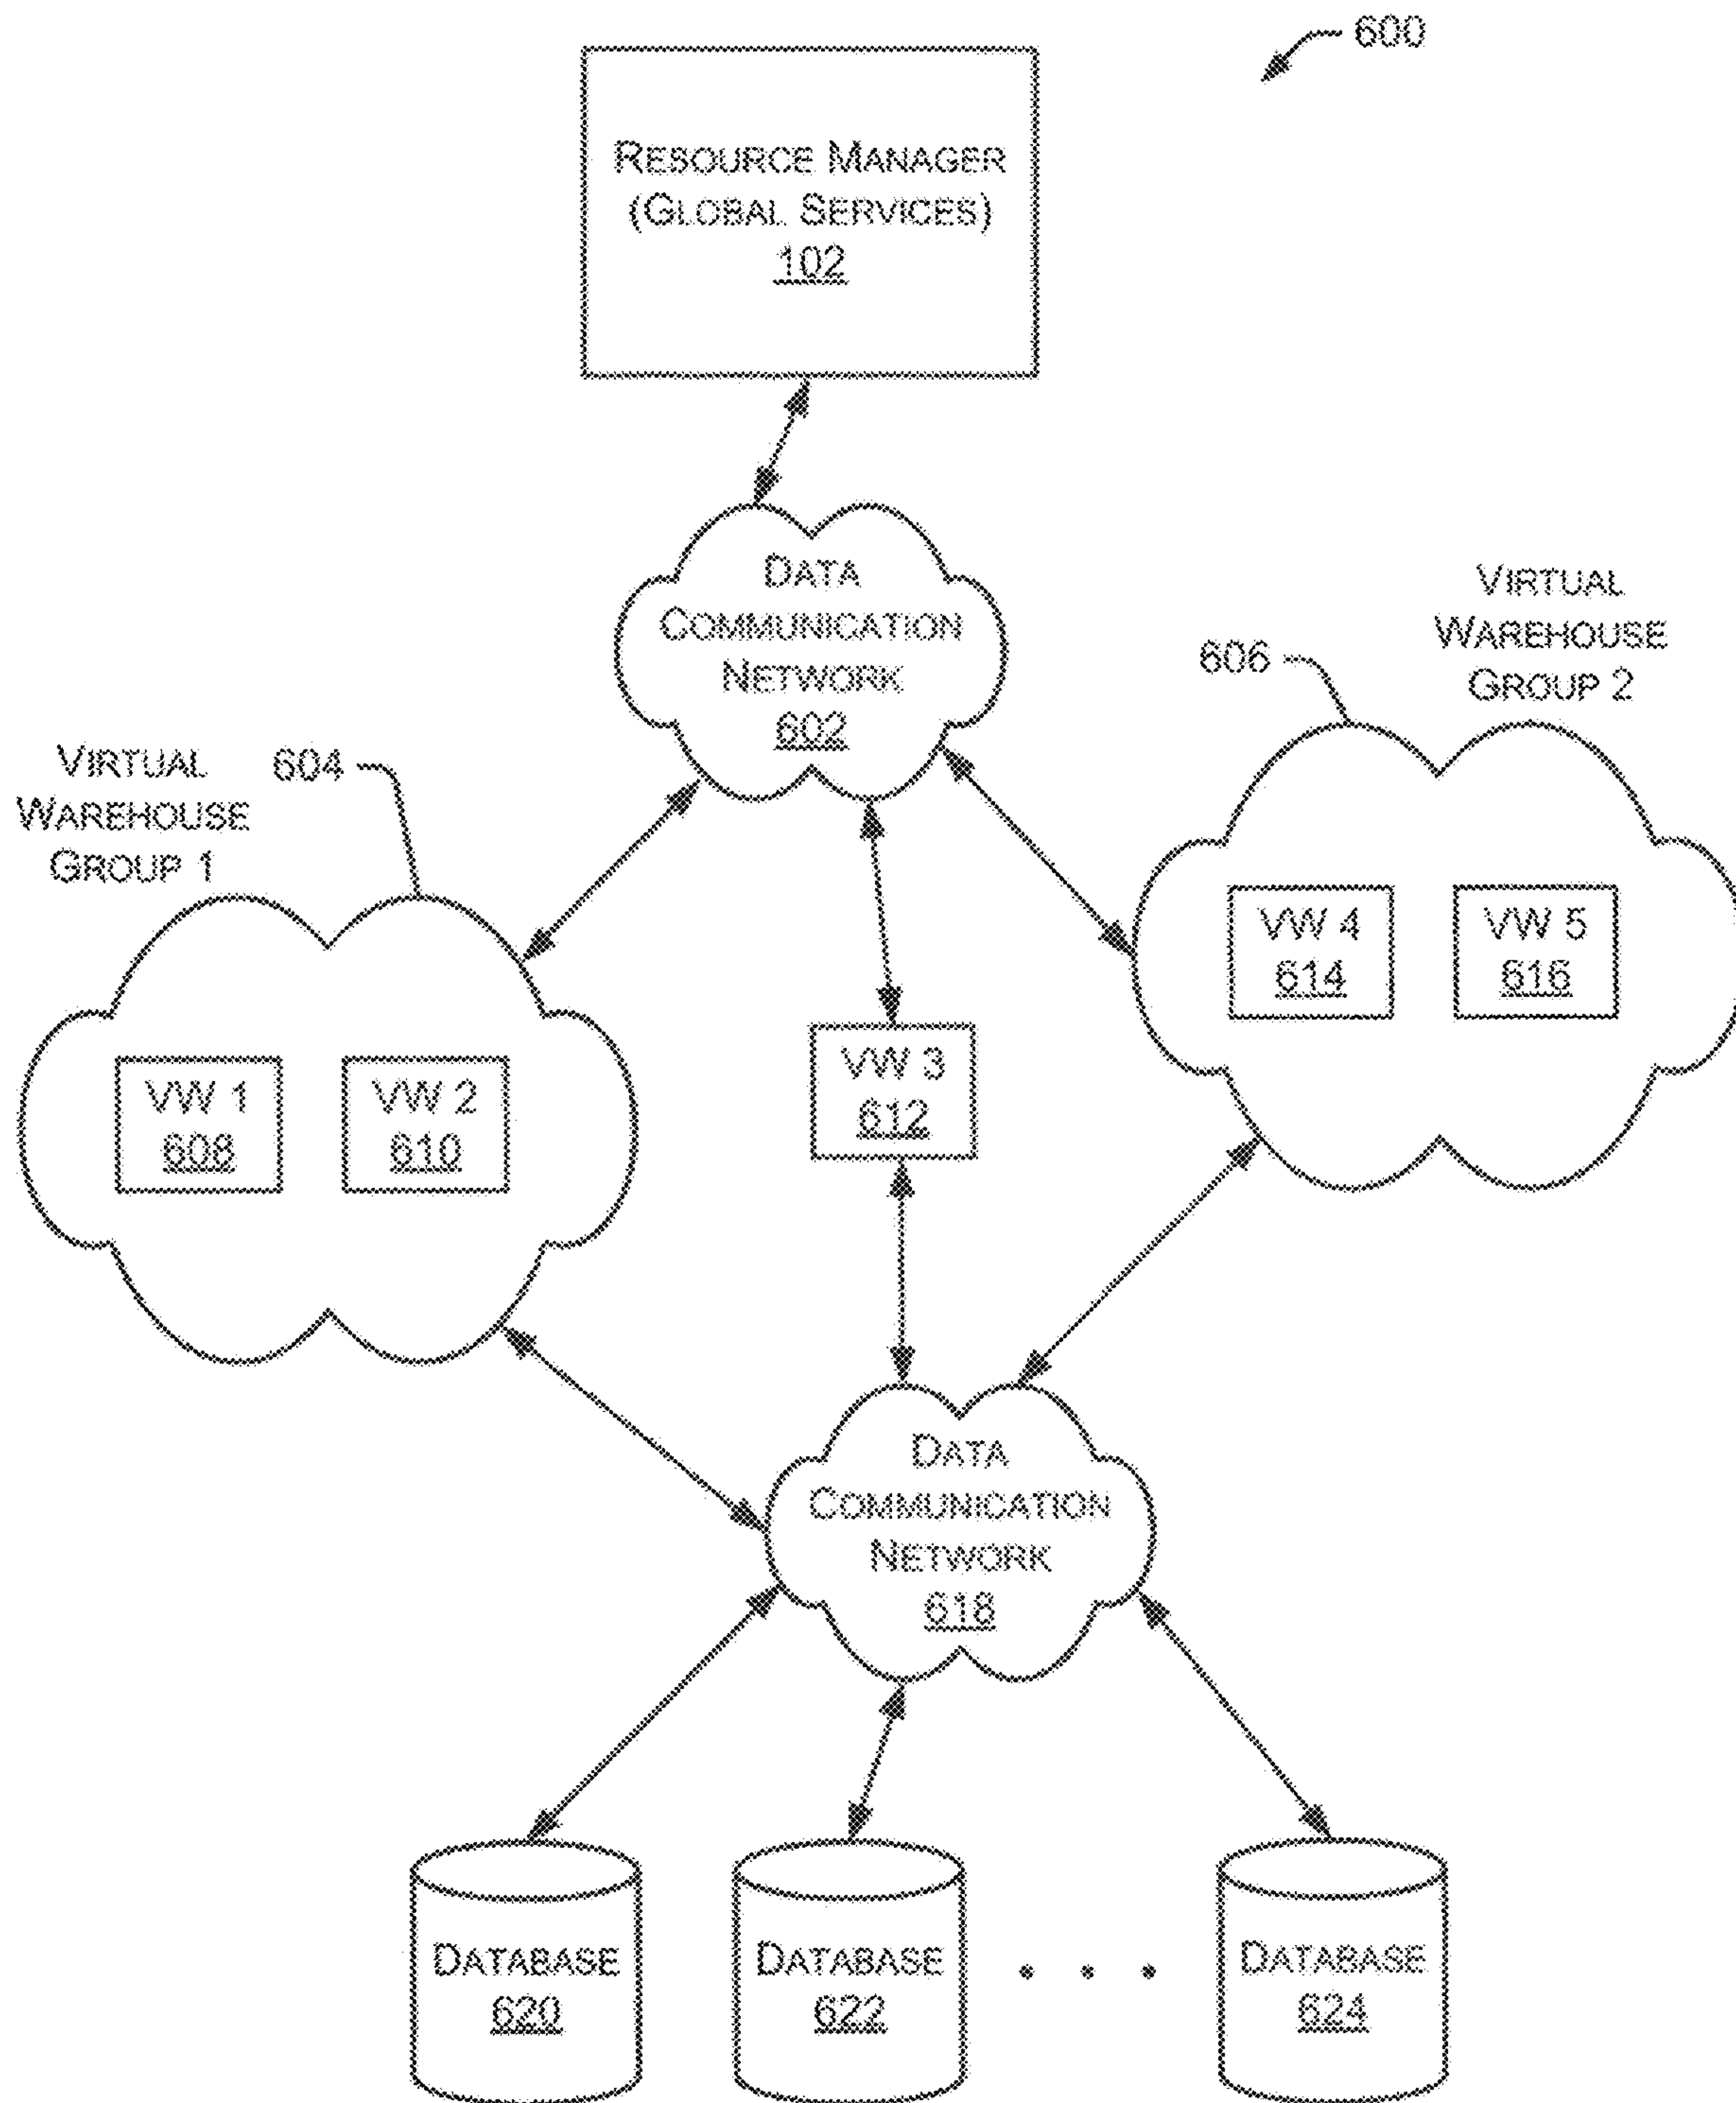 600
RESOURCE MANAGER
(GLOBAL SERVICES)
102
DATA
COMMUNICATION
NETWORK
602
VIRTUAL
WAREHOUSE
GROUP 2
606
VIRTUAL
WAREHOUSE
GROUP 1
604
VW 4
614
VW 5
616
VW 3
612
VW 1
608
VW 2
610
DATA
COMMUNICATION
NETWORK
618
DATABASE
620
DATABASE
622
. . .
DATABASE
624